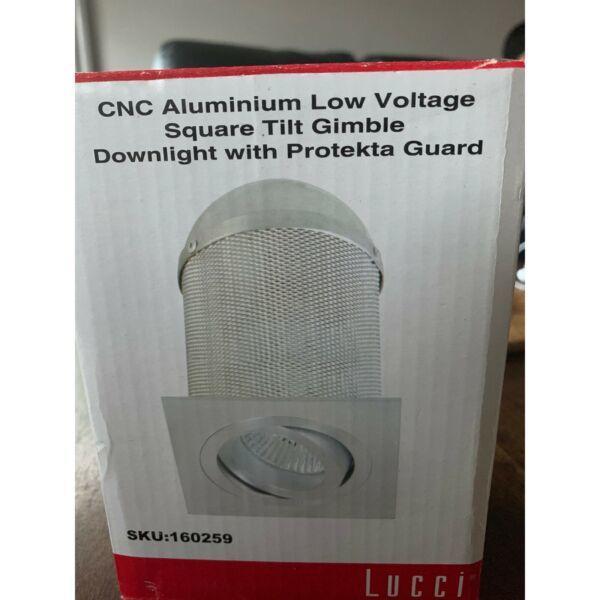 CNC Aluminium Low Voltage
Square Tilt Gimble
Downlight with Protekta Guard
SKU:160259
Lucci